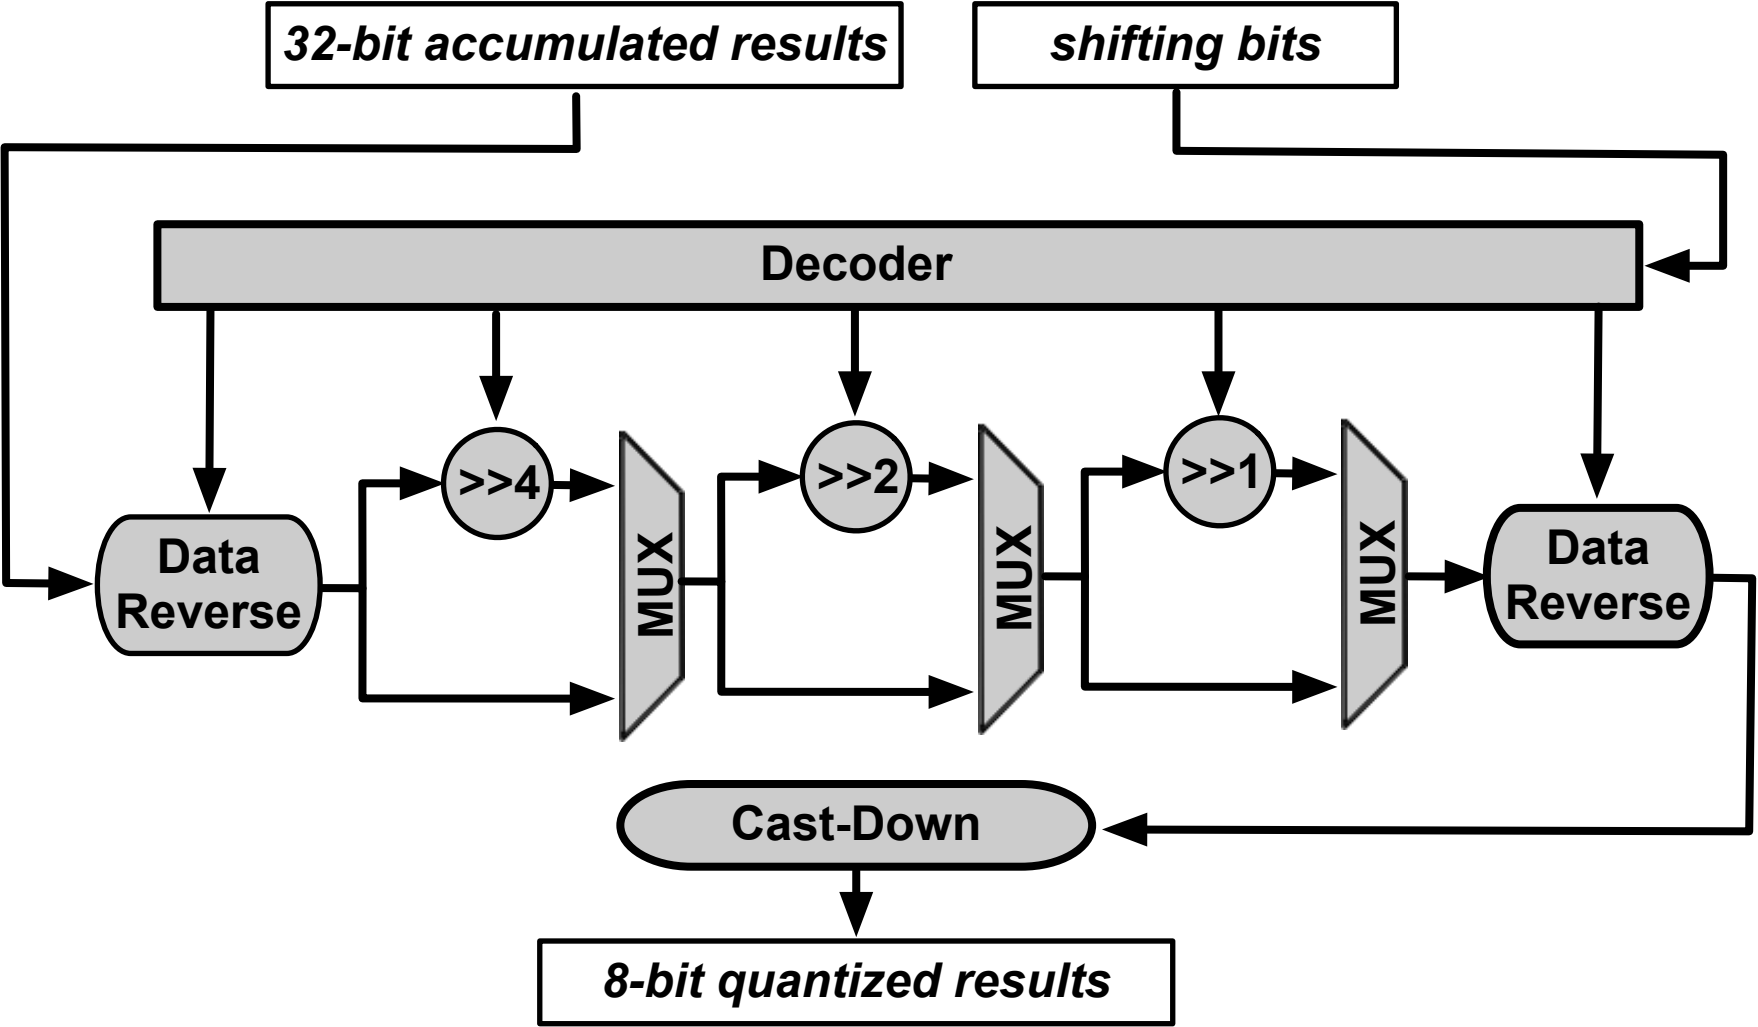 32-bit accumulated results
shifting bits
Decoder
>>4
>>2
>>1
Data
Reverse
MUX
MUX
MUX
Data
Reverse
Cast-Down
8-bit quantized results